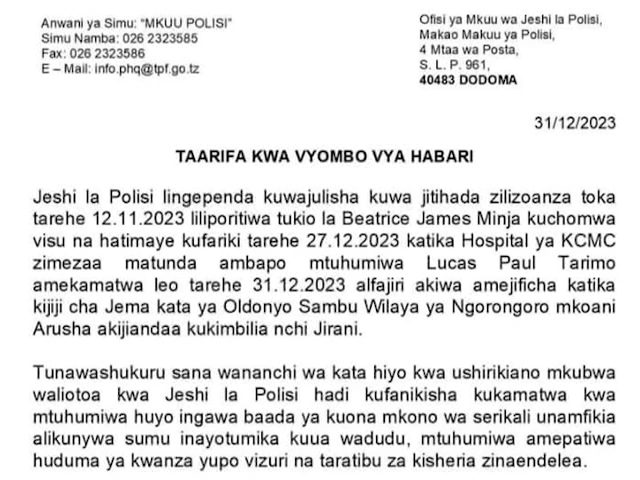 Anwani ya Simu: "MKUU POLISI"
Simu Namba: 026 2323585
Fax: 026 2323586
E – Mail: info.phq@tpf.go.tz
Ofisi ya Mkuu wa Jeshi la Polisi,
Makao Makuu ya Polisi,
4 Mtaa wa Posta,
S. L. P. 961,
40483 DODOMA
31/12/2023
TAARIFA KWA VYOMBO VYA HABARI
Jeshi la Polisi lingependa kuwajulisha kuwa jitihada zilizoanza toka
tarehe 12.11.2023 liliporitiwa tukio la Beatrice James Minja kuchomwa
visu na hatimaye kufariki tarehe 27.12.2023 katika Hospital ya KCMC
zimezaa matunda ambapo mtuhumiwa Lucas Paul Tarimo
amekamatwa leo tarehe 31.12.2023 alfajiri akiwa amejificha katika
kijiji cha Jema kata ya Oldonyo Sambu Wilaya ya Ngorongoro mkoani
Arusha akijiandaa kukimbilia nchi Jirani.
Tunawashukuru sana wananchi wa kata hiyo kwa ushirikiano mkubwa
waliotoa kwa Jeshi la Polisi hadi kufanikisha kukamatwa kwa
mtuhumiwa huyo ingawa baada ya kuona mkono wa serikali unamfikia
alikunywa sumu inayotumika kuua wadudu, mtuhumiwa amepatiwa
huduma ya kwanza yupo vizuri na taratibu za kisheria zinaendelea.